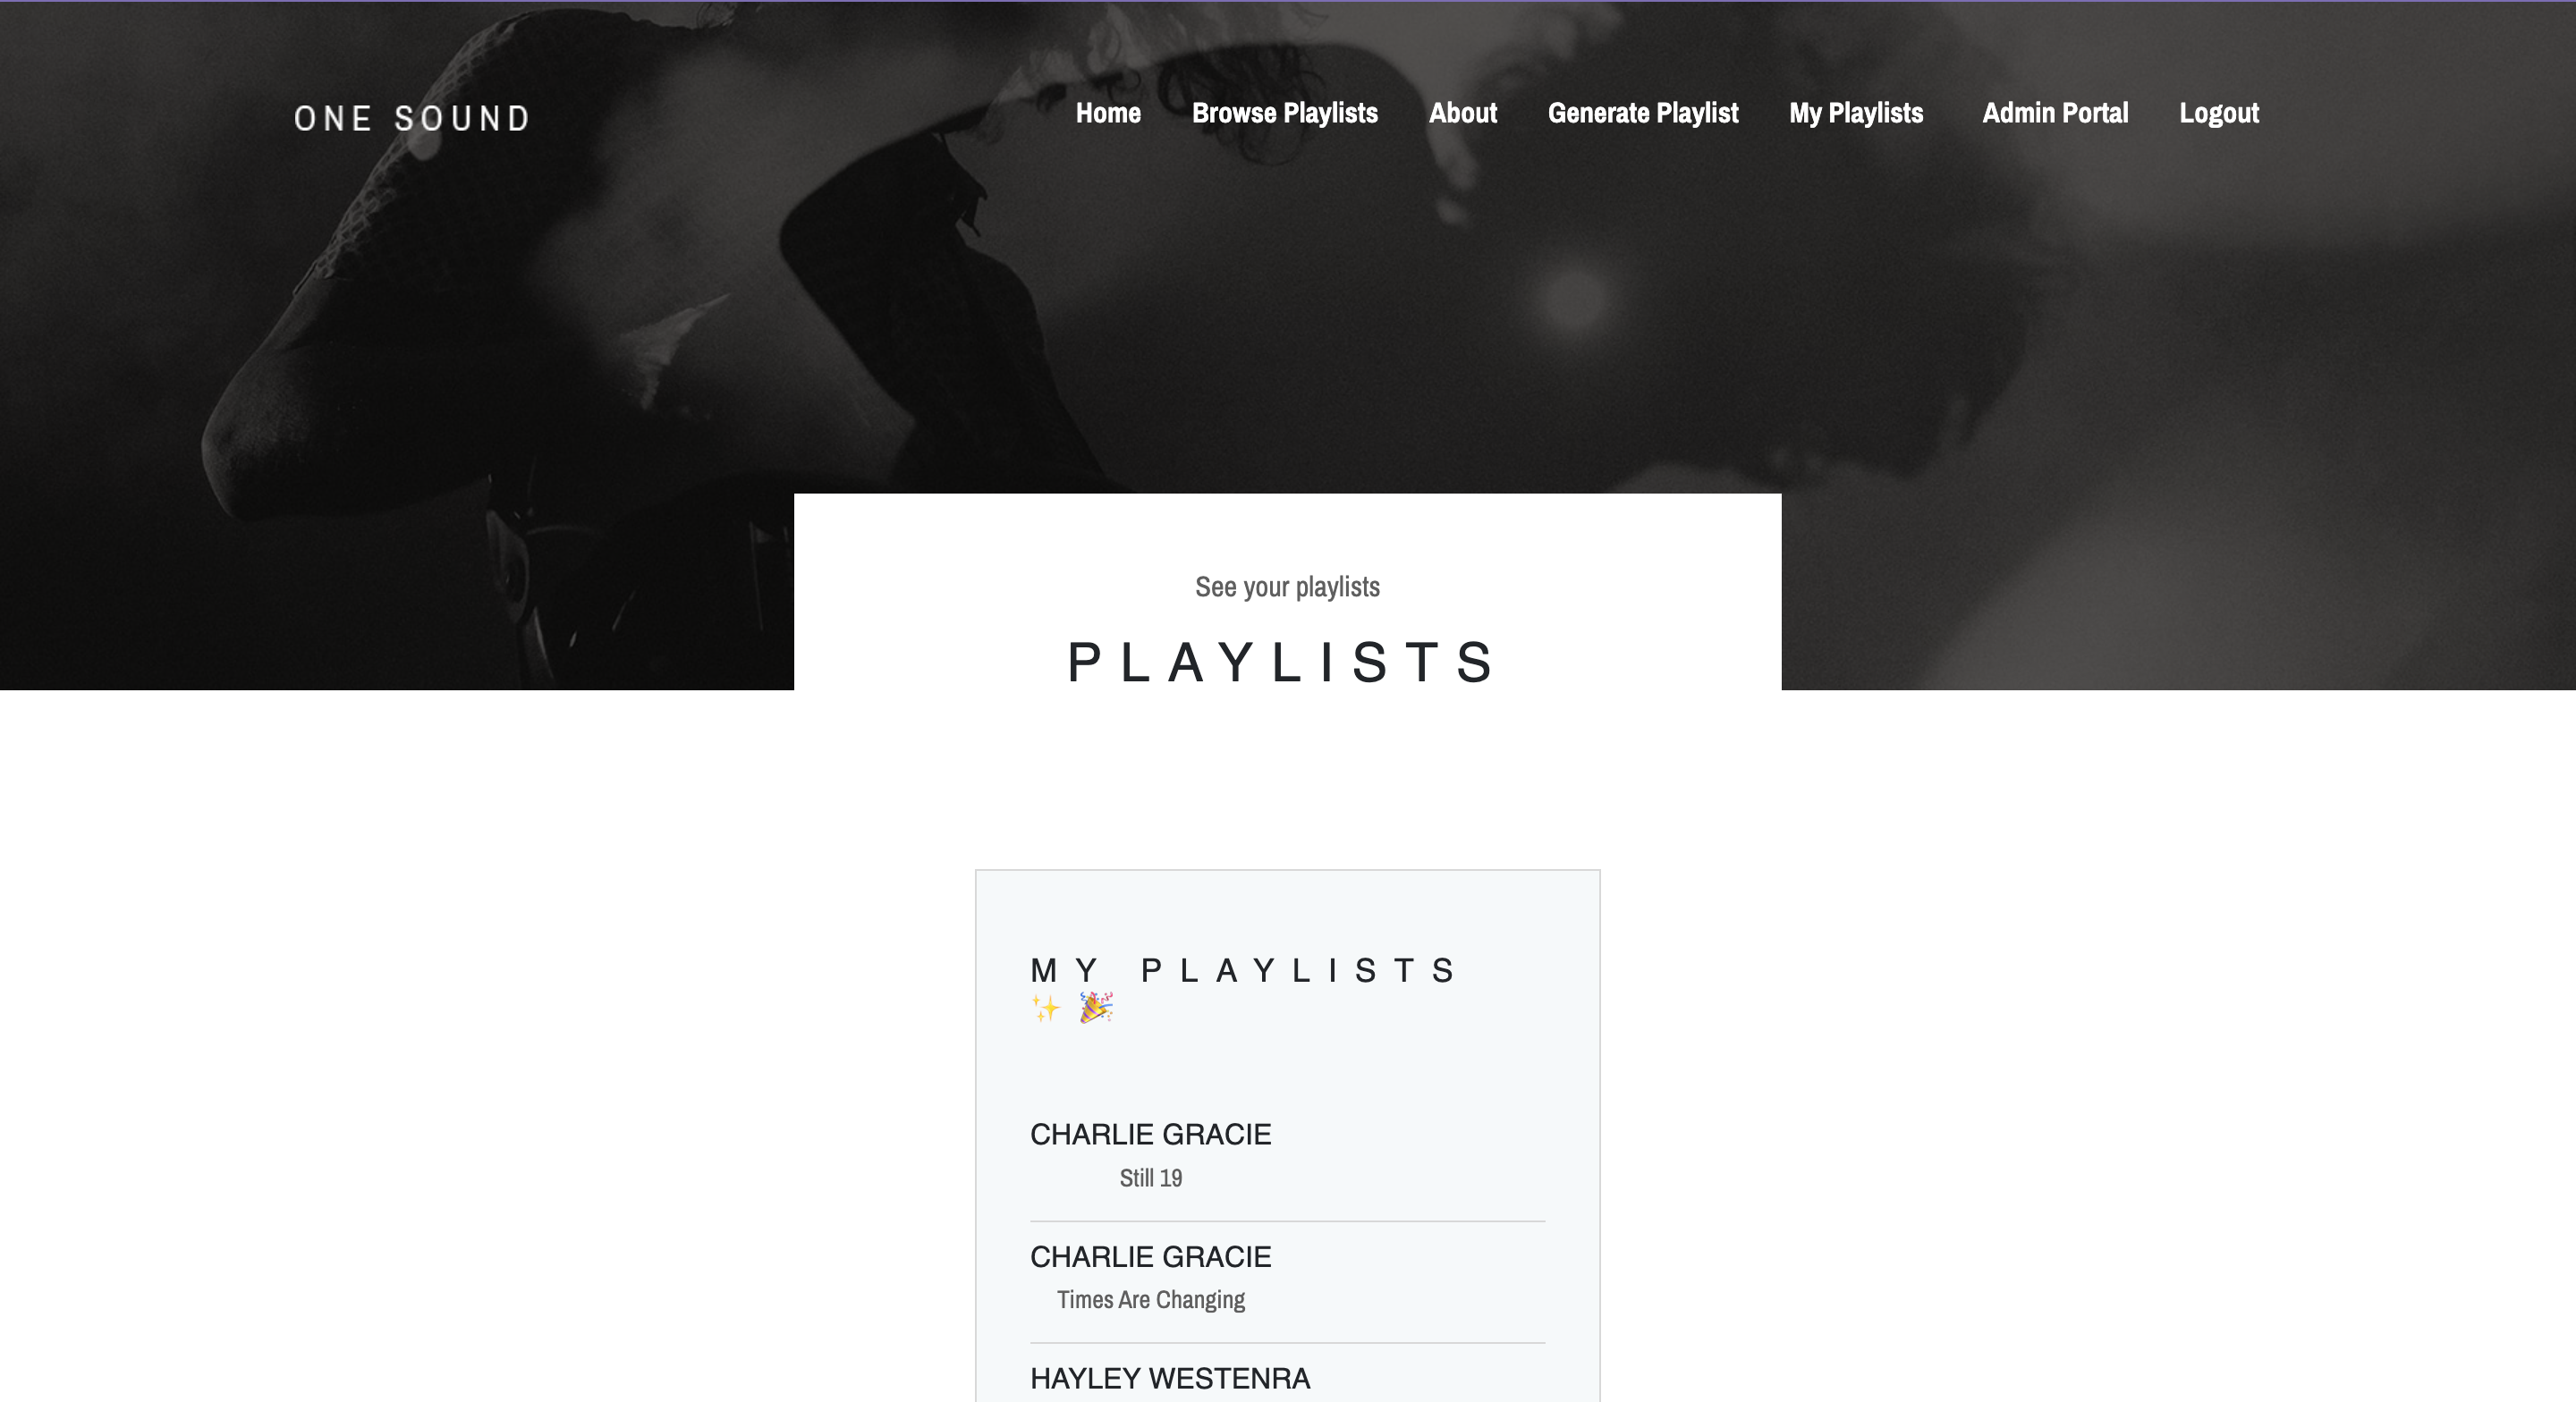 ONE SOUND
Home Browse Playlists About Generate Playlist My Playlists Admin Portal Logout
See your playlists
PLAYLISTS
MY PLAYLISTS
✨ 🎉
CHARLIE GRACIE
Still 19
CHARLIE GRACIE
Times Are Changing
HAYLEY WESTENRA